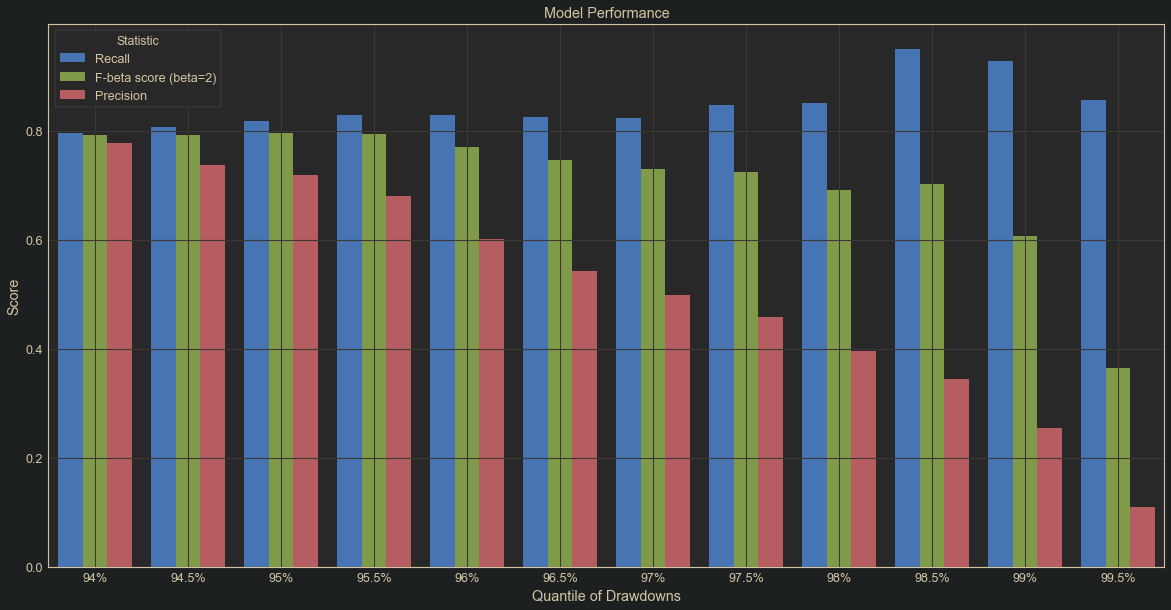 Model Performance
Statistic
Recall
F-beta score (beta=2)
Precision
Score
0.8
0.6
0.4
0.2
0.0
94% 94.5% 95% 95.5% 96% 96.5% 97% 97.5% 98% 98.5% 99% 99.5%
Quantile of Drawdowns